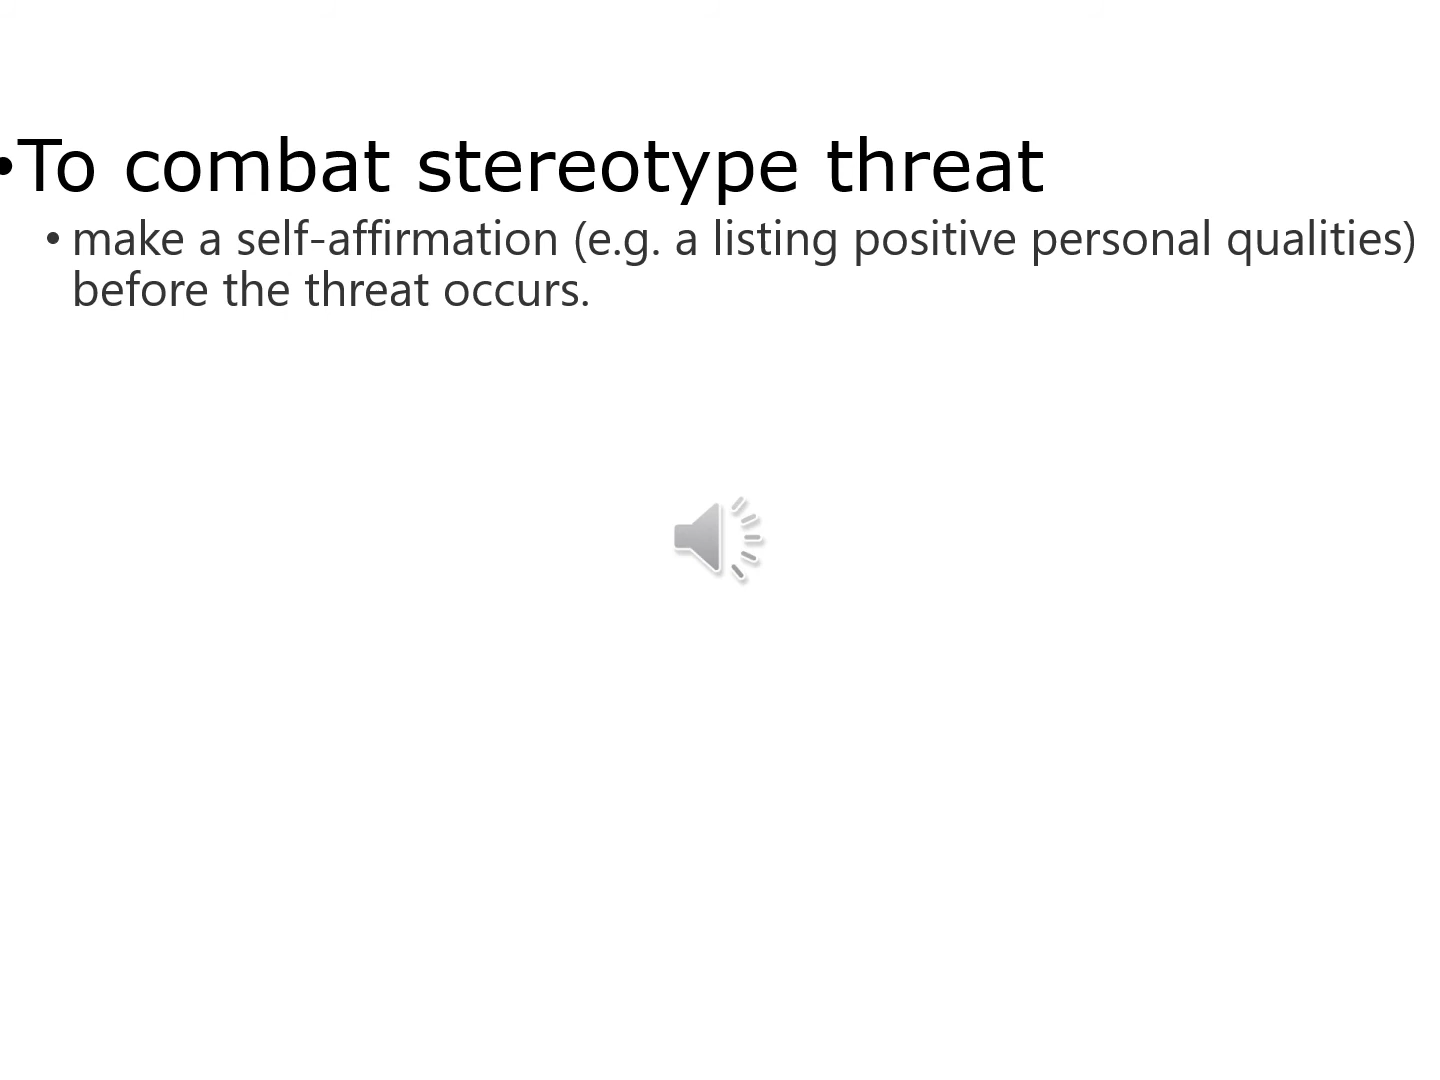 •To combat stereotype threat
• make a self-affirmation (e.g. a listing positive personal qualities)
before the threat occurs.